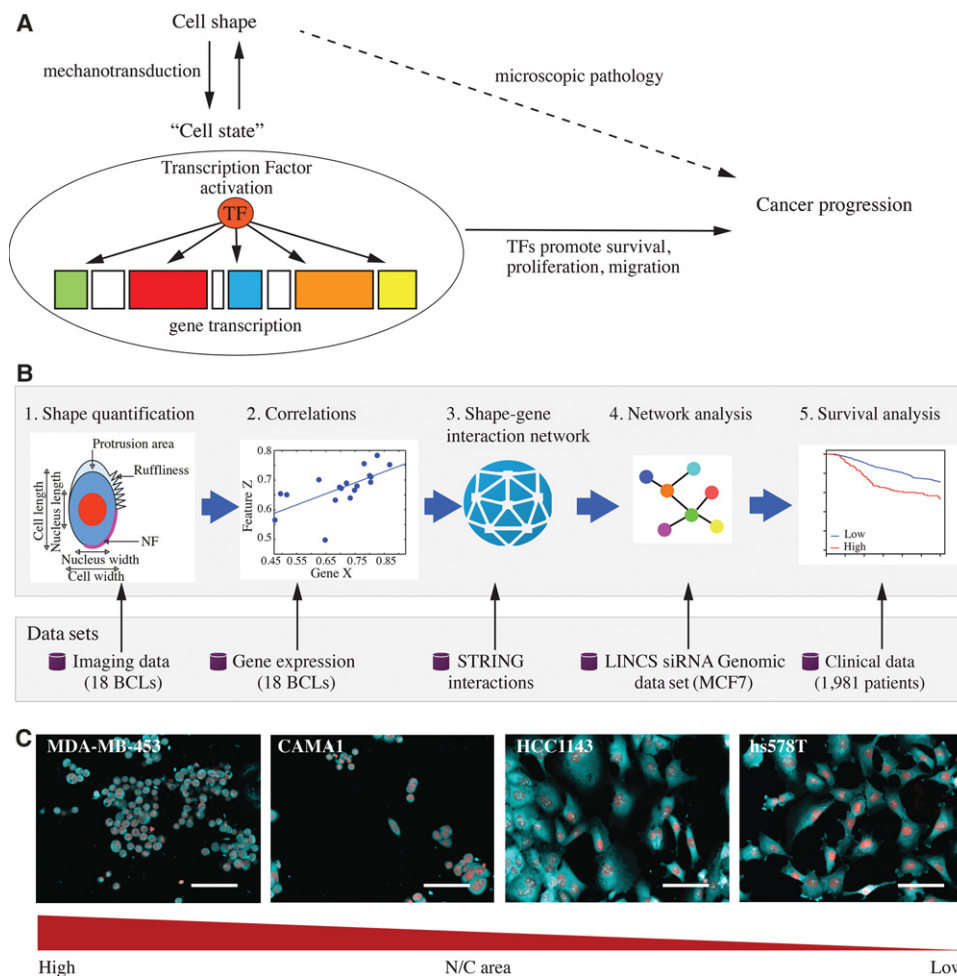 A
Cell shape
mechanotransduction
microscopic pathology
“Cell state”
Transcription Factor
activation
TF
Cancer progression
TFs promote survival,
proliferation, migration
gene transcription
B
1. Shape quantification
Protrusion area
Ruffliness
Cell length
Nucleus length
NF
Nucleus width
Cell width
2. Correlations
Feature Z
0.8
0.7
0.6
0.5
0.45 0.55 0.65 0.75 0.85
Gene X
3. Shape-gene
interaction network
4. Network analysis
5. Survival analysis
Low
High
Data sets
Imaging data
(18 BCLs)
Gene expression
(18 BCLs)
STRING
interactions
LINCS siRNA Genomic
data set (MCF7)
Clinical data
(1,981 patients)
C
MDA-MB-453
CAMA1
HCC1143
hs578T
High
N/C area
Low